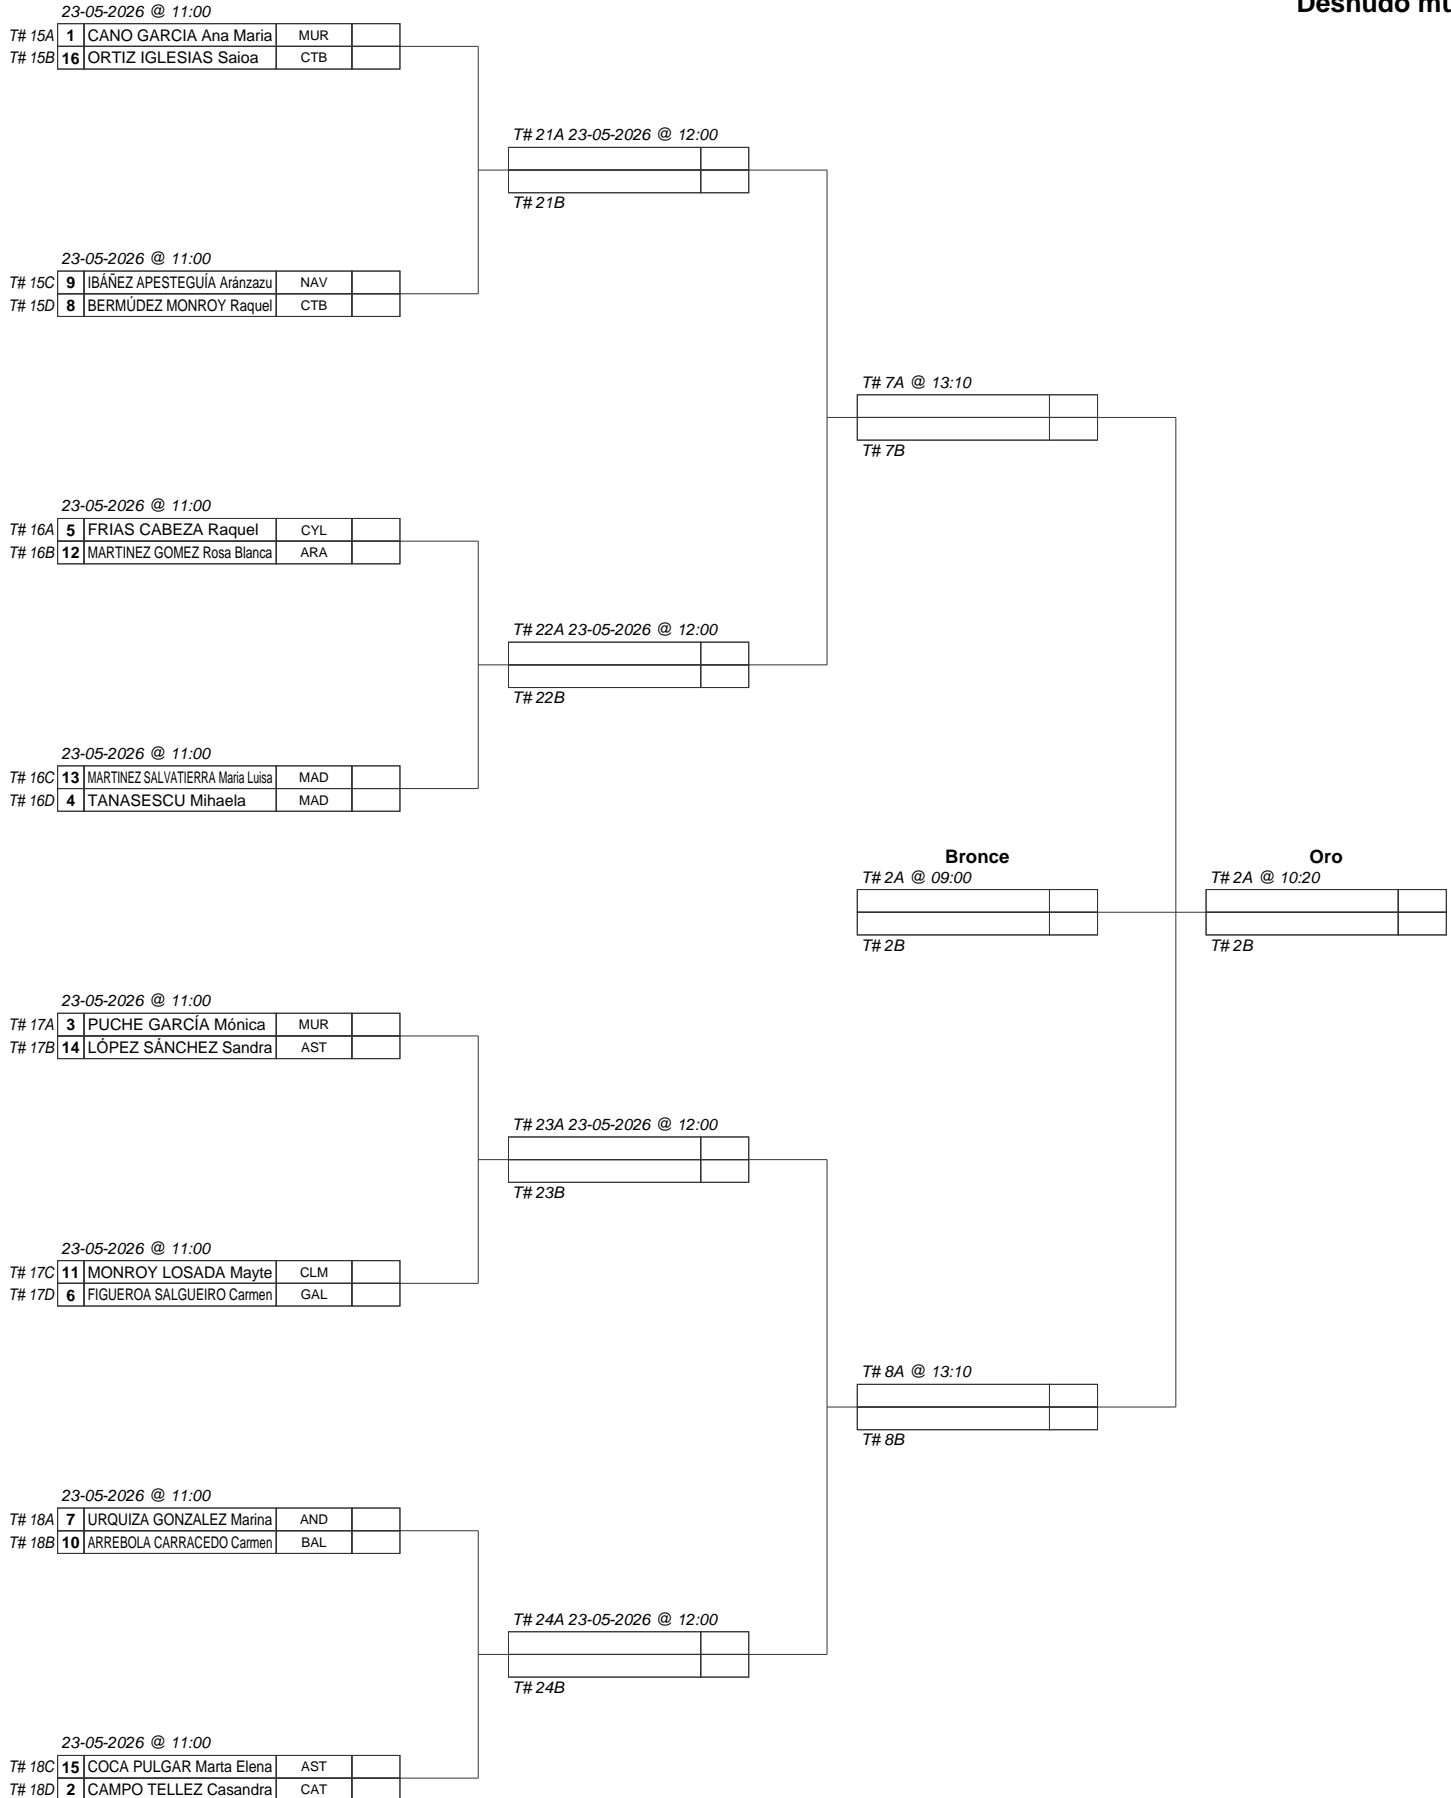 Desnudo mu
23-05-2026 @ 11:00
T# 15A 1 CANO GARCIA Ana Maria MUR
T# 15B 16 ORTIZ IGLESIAS Saioa CTB
T# 21A 23-05-2026 @ 12:00
T# 21B
23-05-2026 @ 11:00
T# 15C 9 IBÁÑEZ APESTEGUÍA Aránzazu NAV
T# 15D 8 BERMÚDEZ MONROY Raquel CTB
T# 7A @ 13:10
T# 7B
23-05-2026 @ 11:00
T# 16A 5 FRIAS CABEZA Raquel CYL
T# 16B 12 MARTINEZ GOMEZ Rosa Blanca ARA
T# 22A 23-05-2026 @ 12:00
T# 22B
23-05-2026 @ 11:00
T# 16C 13 MARTINEZ SALVATIERRA Maria Luisa MAD
T# 16D 4 TANASESCU Mihaela MAD
Bronce Oro
T# 2A @ 09:00 T# 2A @ 10:20
T# 2B T# 2B
23-05-2026 @ 11:00
T# 17A 3 PUCHE GARCÍA Mónica MUR
T# 17B 14 LÓPEZ SÁNCHEZ Sandra AST
T# 23A 23-05-2026 @ 12:00
T# 23B
23-05-2026 @ 11:00
T# 17C 11 MONROY LOSADA Mayte CLM
T# 17D 6 FIGUEROA SALGUEIRO Carmen GAL
T# 8A @ 13:10
T# 8B
23-05-2026 @ 11:00
T# 18A 7 URQUIZA GONZALEZ Marina AND
T# 18B 10 ARREBOLA CARRACEDO Carmen BAL
T# 24A 23-05-2026 @ 12:00
T# 24B
23-05-2026 @ 11:00
T# 18C 15 COCA PULGAR Marta Elena AST
T# 18D 2 CAMPO TELLEZ Casandra CAT